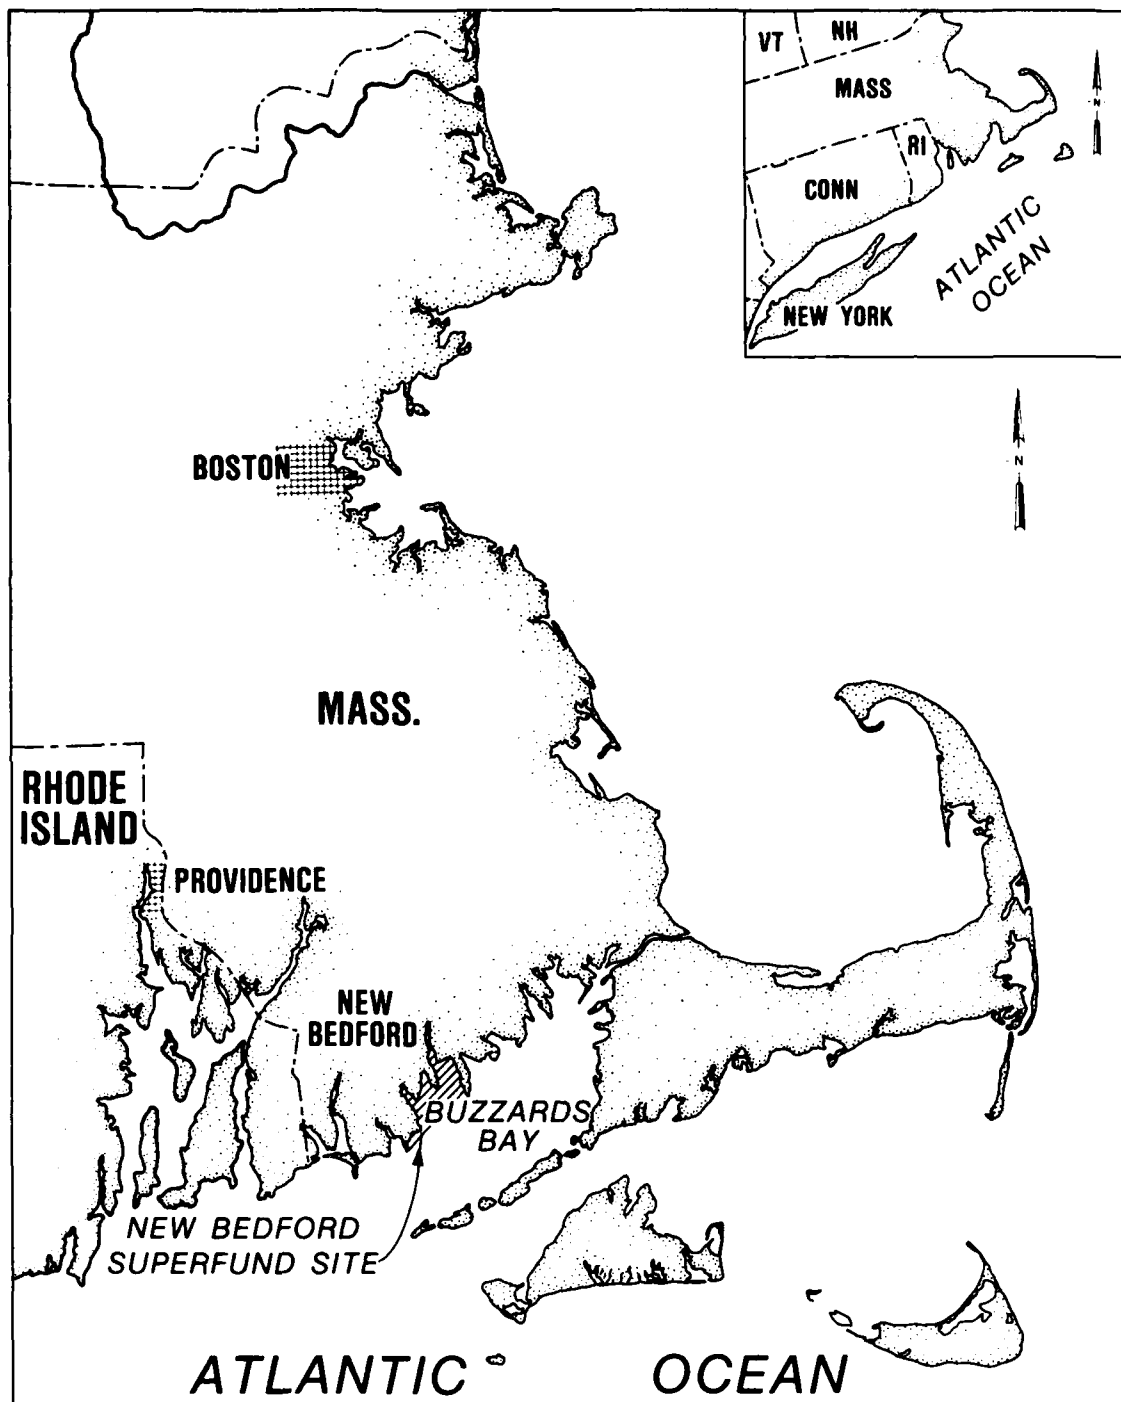 VT
NH
MASS
RI
CONN
N
ATLANTIC
OCEAN
NEW YORK
N
BOSTON
MASS.
RHODE
ISLAND
PROVIDENCE
NEW
BEDFORD
BUZZARDS
BAY
NEW BEDFORD
SUPERFUND SITE
ATLANTIC OCEAN